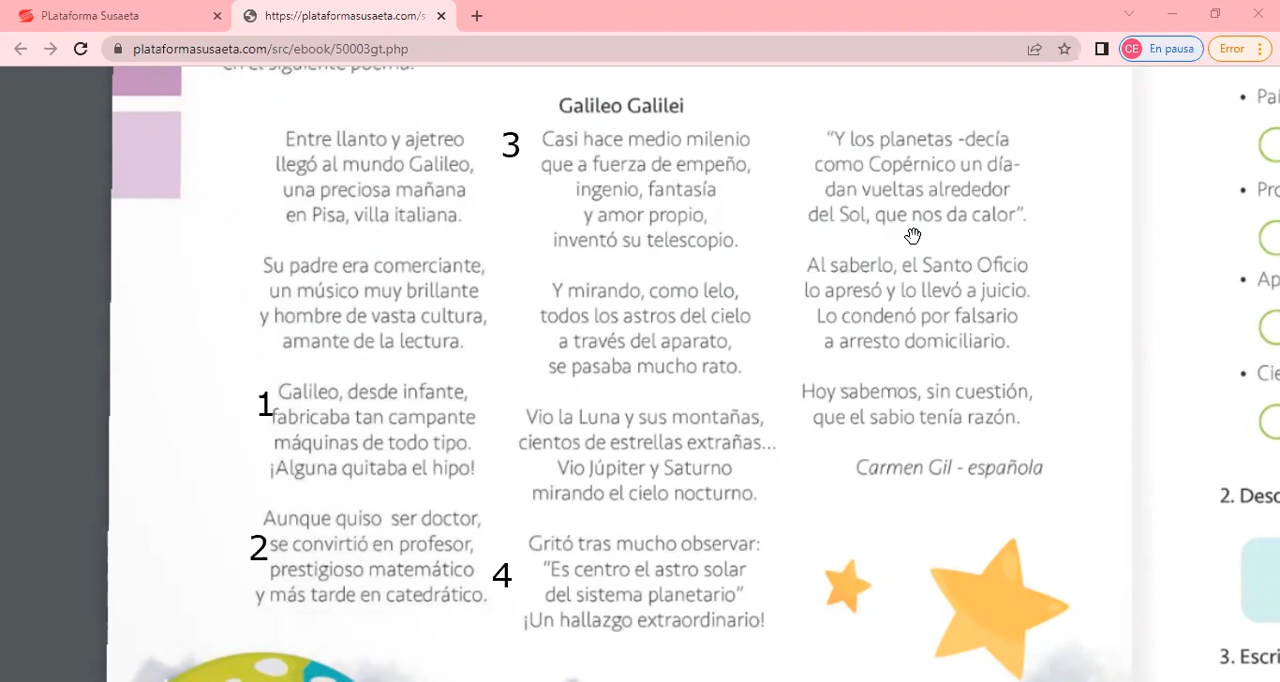 PLataforma Susaeta
https://plataformasusaeta.com/s
plataformasusaeta.com/src/ebook/50003gt.php
CE
En pausa
Error
Galileo Galilei
Entre llanto y ajetreo
llegó al mundo Galileo,
una preciosa mañana
en Pisa, villa italiana.
Su padre era comerciante,
un músico muy brillante
y hombre de vasta cultura,
amante de la lectura.
1
Galileo, desde infante,
fabricaba tan campante
máquinas de todo tipo.
¡Alguna quitaba el hipo!
Aunque quiso ser doctor,
2
se convirtió en profesor,
prestigioso matemático
y más tarde en catedrático.
3
Casi hace medio milenio
que a fuerza de empeño,
ingenio, fantasía
y amor propio,
inventó su telescopio.
Y mirando, como lelo,
todos los astros del cielo
a través del aparato,
se pasaba mucho rato.
Vio la Luna y sus montañas,
cientos de estrellas extrañas...
Vio Júpiter y Saturno
mirando el cielo nocturno.
Gritó tras mucho observar:
4
"Es centro el astro solar
del sistema planetario"
¡Un hallazgo extraordinario!
"Y los planetas -decía
como Copérnico un día-
dan vueltas alrededor
del Sol, que nos da calor".
Al saberlo, el Santo Oficio
lo apresó y lo llevó a juicio.
Lo condenó por falsario
a arresto domiciliario.
Hoy sabemos, sin cuestión,
que el sabio tenía razón.
Carmen Gil - española
• Paí
• Pro
• Ap
• Cie
2. Desc
3. Escri